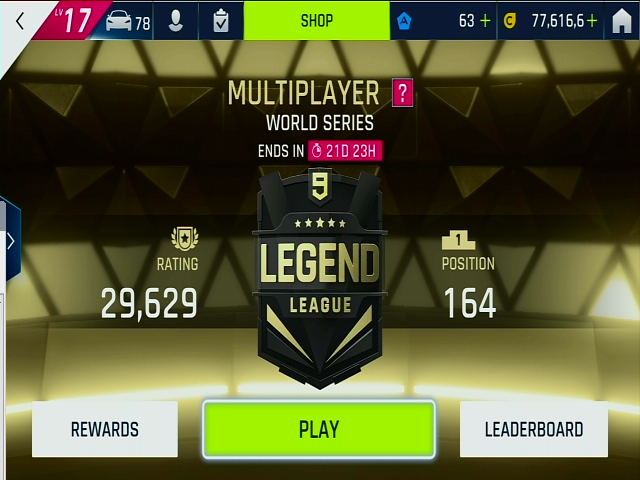 LV 17
78
SHOP
63 +
77,616,6+
MULTIPLAYER ?
WORLD SERIES
ENDS IN 21D 23H
9
LEGEND
LEAGUE
RATING
29,629
1
POSITION
164
REWARDS
PLAY
LEADERBOARD